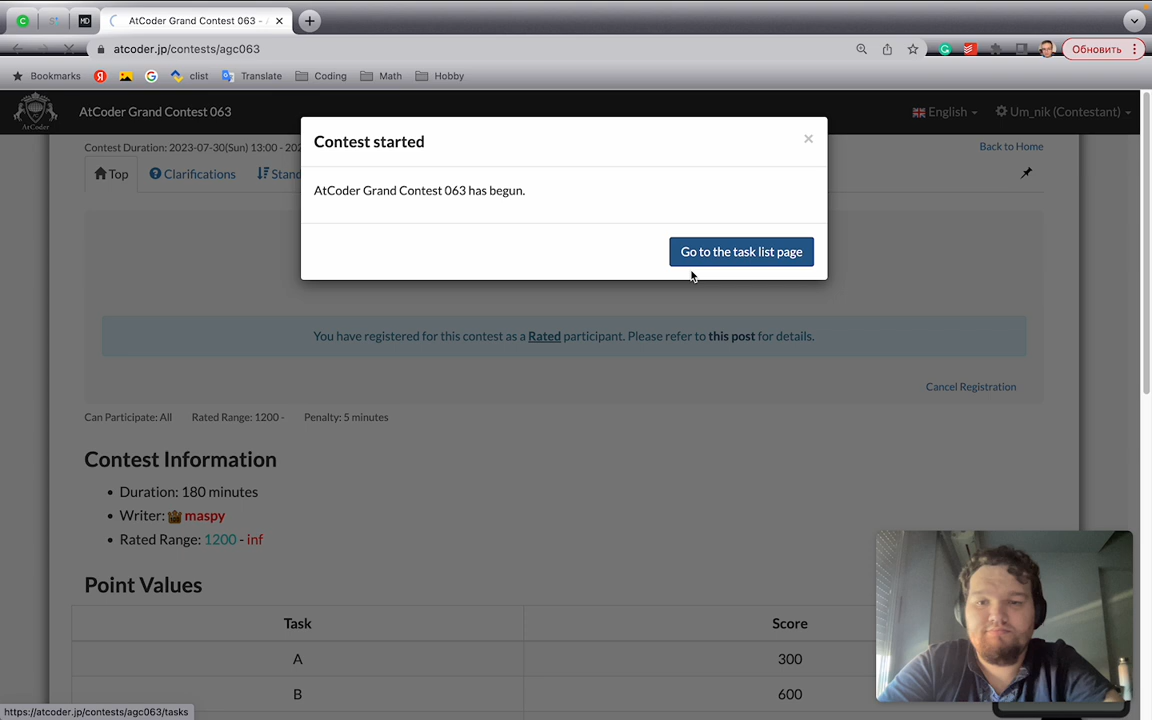 AtCoder Grand Contest 063 -
atcoder.jp/contests/agc063
Обновить
Bookmarks
clist
Translate
Coding
Math
Hobby
AtCoder
AtCoder Grand Contest 063
English
Um_nik (Contestant)
Contest started
×
AtCoder Grand Contest 063 has begun.
Go to the task list page
Contest Duration: 2023-07-30(Sun) 13:00 -
Back to Home
Top
Clarifications
You have registered for this contest as a Rated participant. Please refer to this post for details.
Cancel Registration
Can Participate: All Rated Range: 1200 - Penalty: 5 minutes
Contest Information
• Duration: 180 minutes
• Writer: maspy
• Rated Range: 1200 - inf
Point Values
Task Score
A 300
B 600
https://atcoder.jp/contests/agc063/tasks